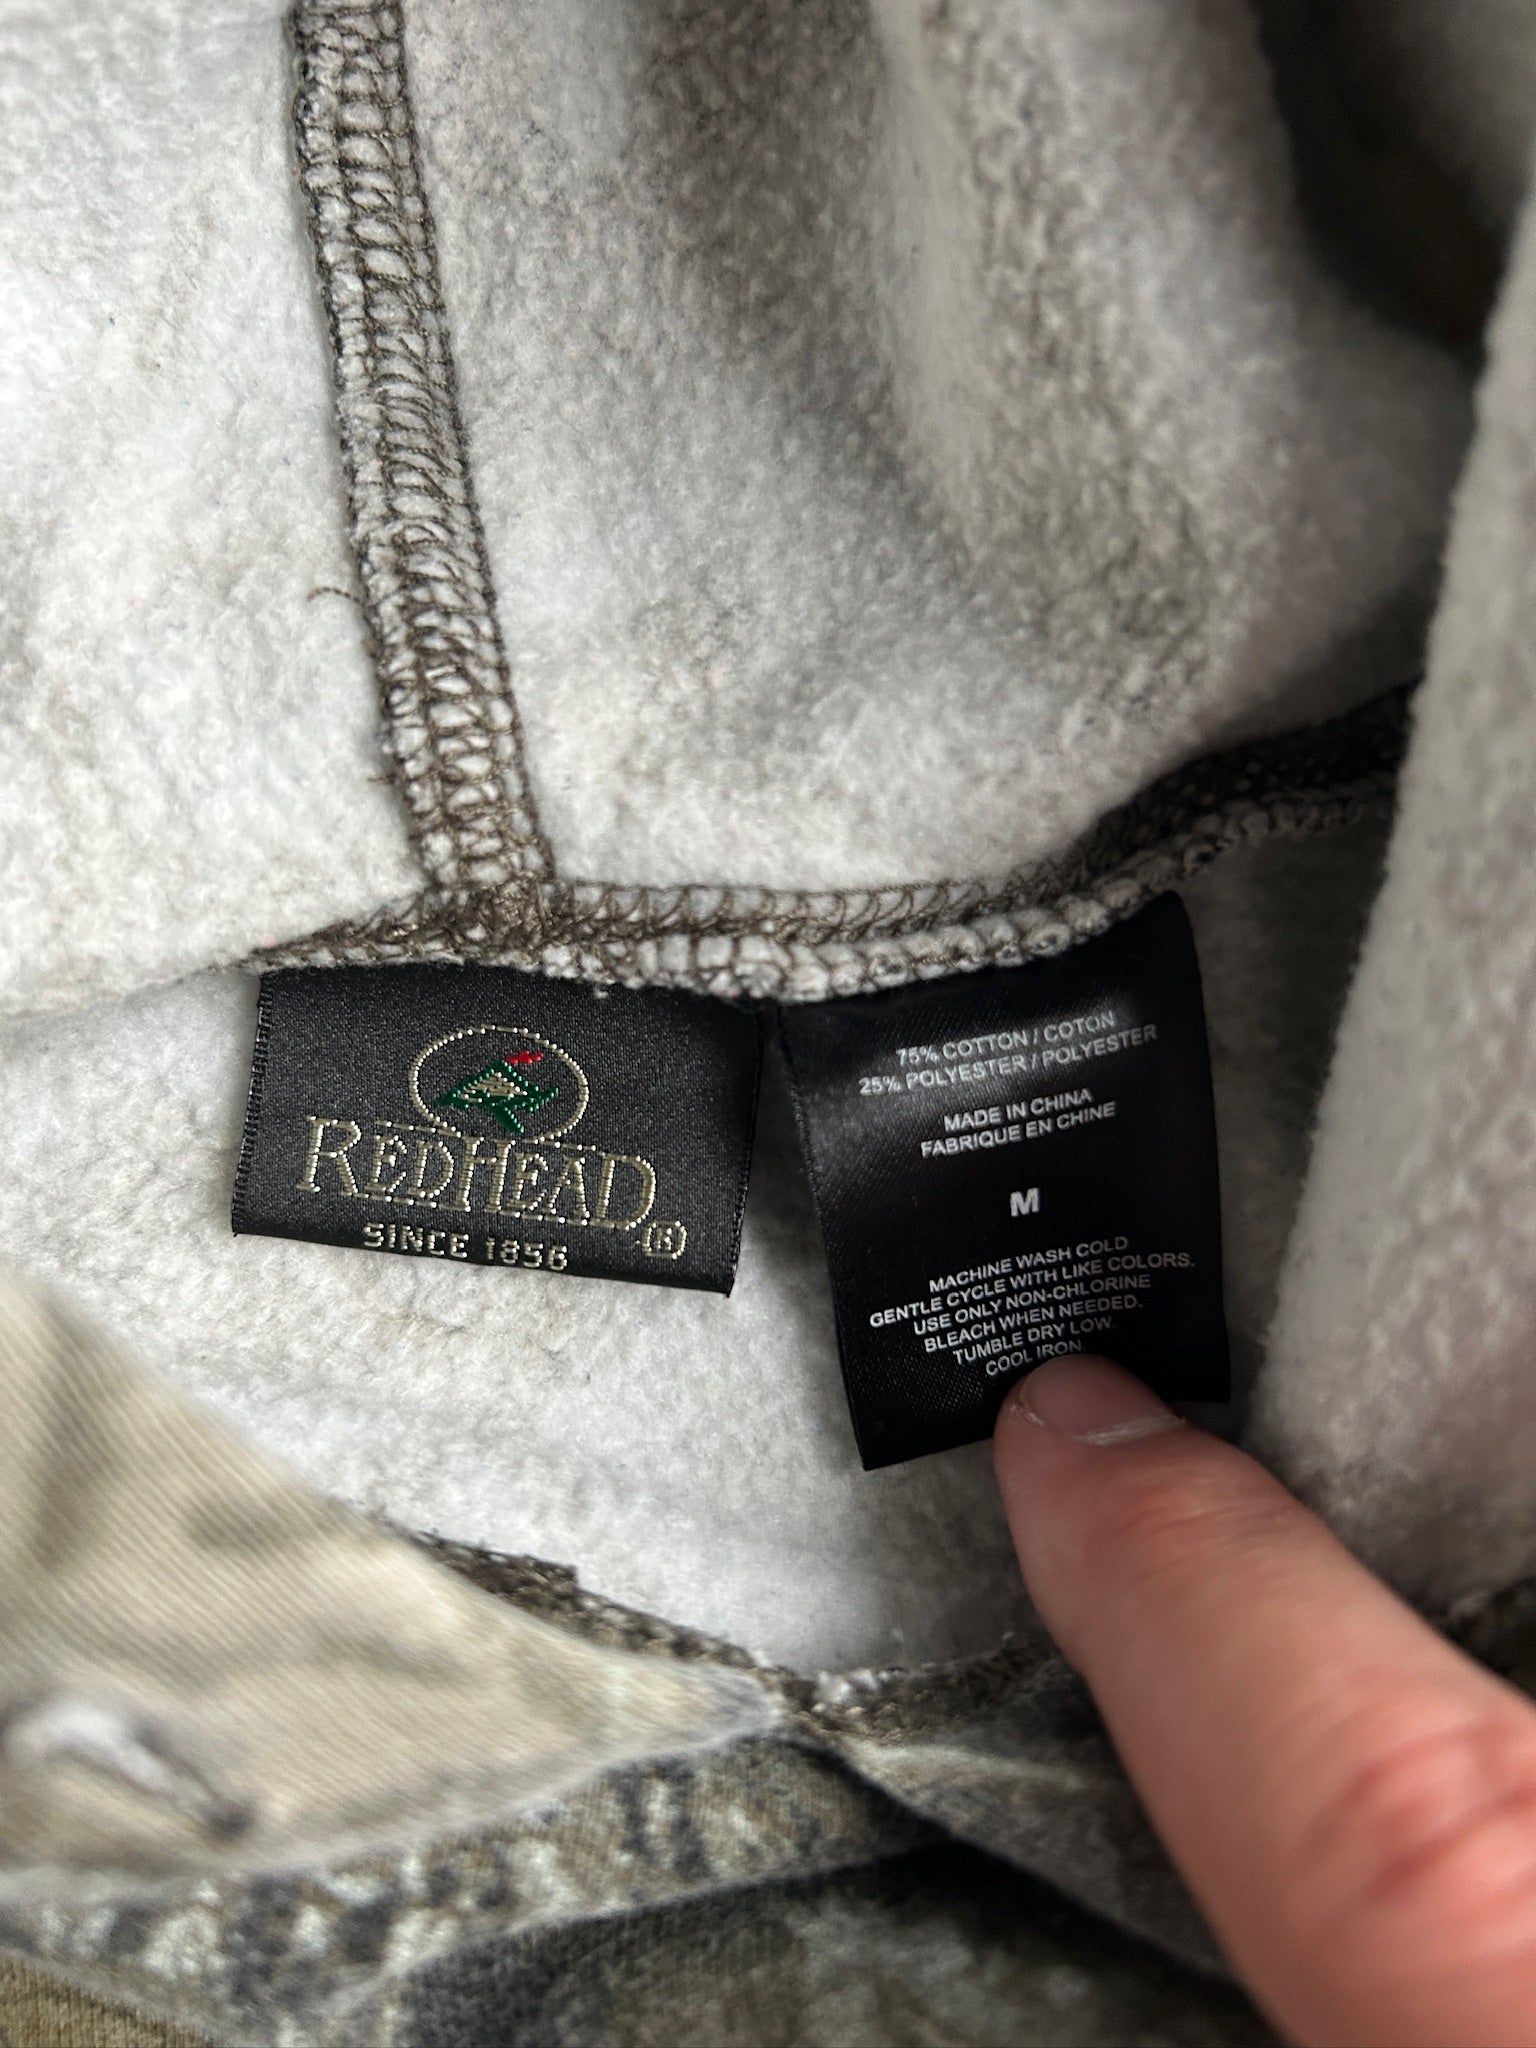 REDHEAD®
SINCE 1856
75% COTTON / COTON
25% POLYESTER / POLYESTER
MADE IN CHINA
FABRIQUE EN CHINE
M
MACHINE WASH COLD
GENTLE CYCLE WITH LIKE COLORS.
USE ONLY NON-CHLORINE
BLEACH WHEN NEEDED.
TUMBLE DRY LOW.
COOL IRON.